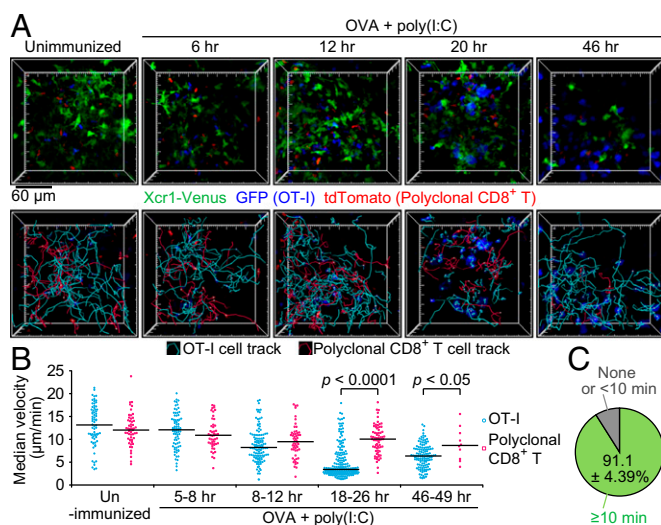 A
OVA + poly(I:C)
Unimmunized 6 hr 12 hr 20 hr 46 hr
60 μm
Xcr1-Venus GFP (OT-I) tdTomato (Polyclonal CD8+ T)
OT-I cell track Polyclonal CD8+ T cell track
B
Median velocity
(μm/min)
25
20
15
10
5
0
p < 0.0001
p < 0.05
OT-I
Polyclonal
CD8+ T
Un
-immunized
5-8 hr 8-12 hr 18-26 hr 46-49 hr
OVA + poly(I:C)
C
None
or <10 min
91.1
± 4.39%
≥10 min